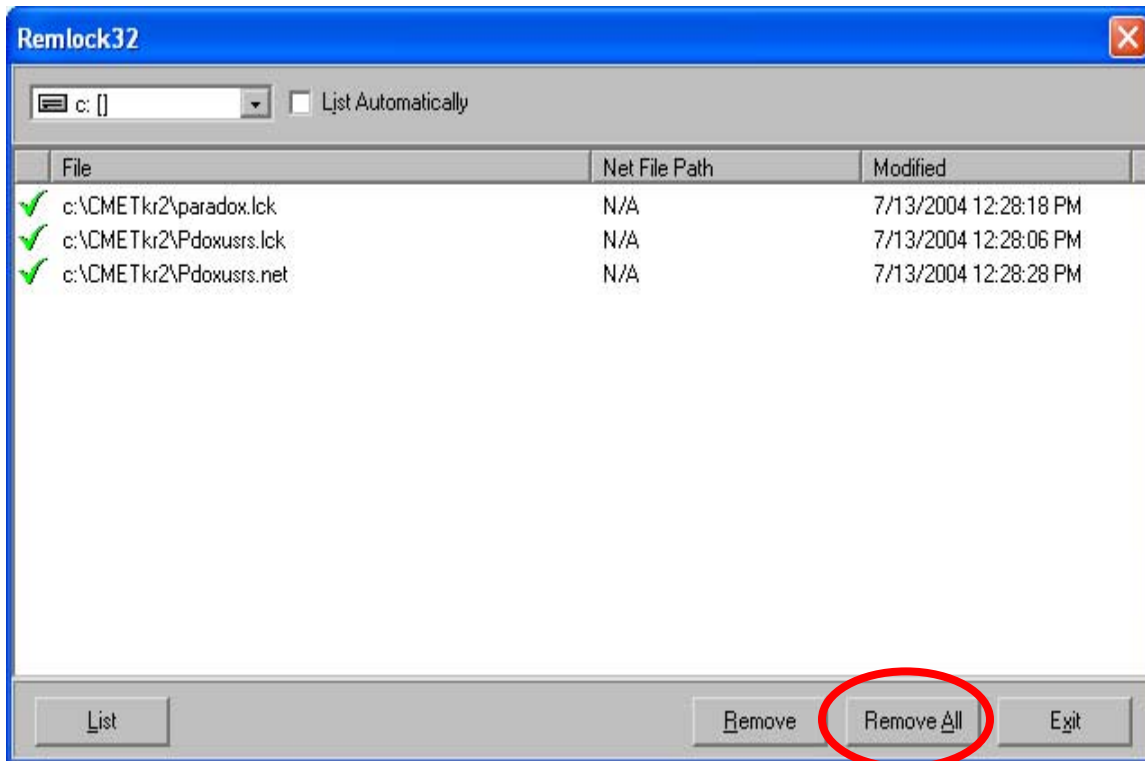 Remlock32
c: [] List Automatically
File Net File Path Modified
c:\CMETkr2\paradox.lck N/A 7/13/2004 12:28:18 PM
c:\CMETkr2\Pdoxusrs.lck N/A 7/13/2004 12:28:06 PM
c:\CMETkr2\Pdoxusrs.net N/A 7/13/2004 12:28:28 PM
List Remove Remove All Exit